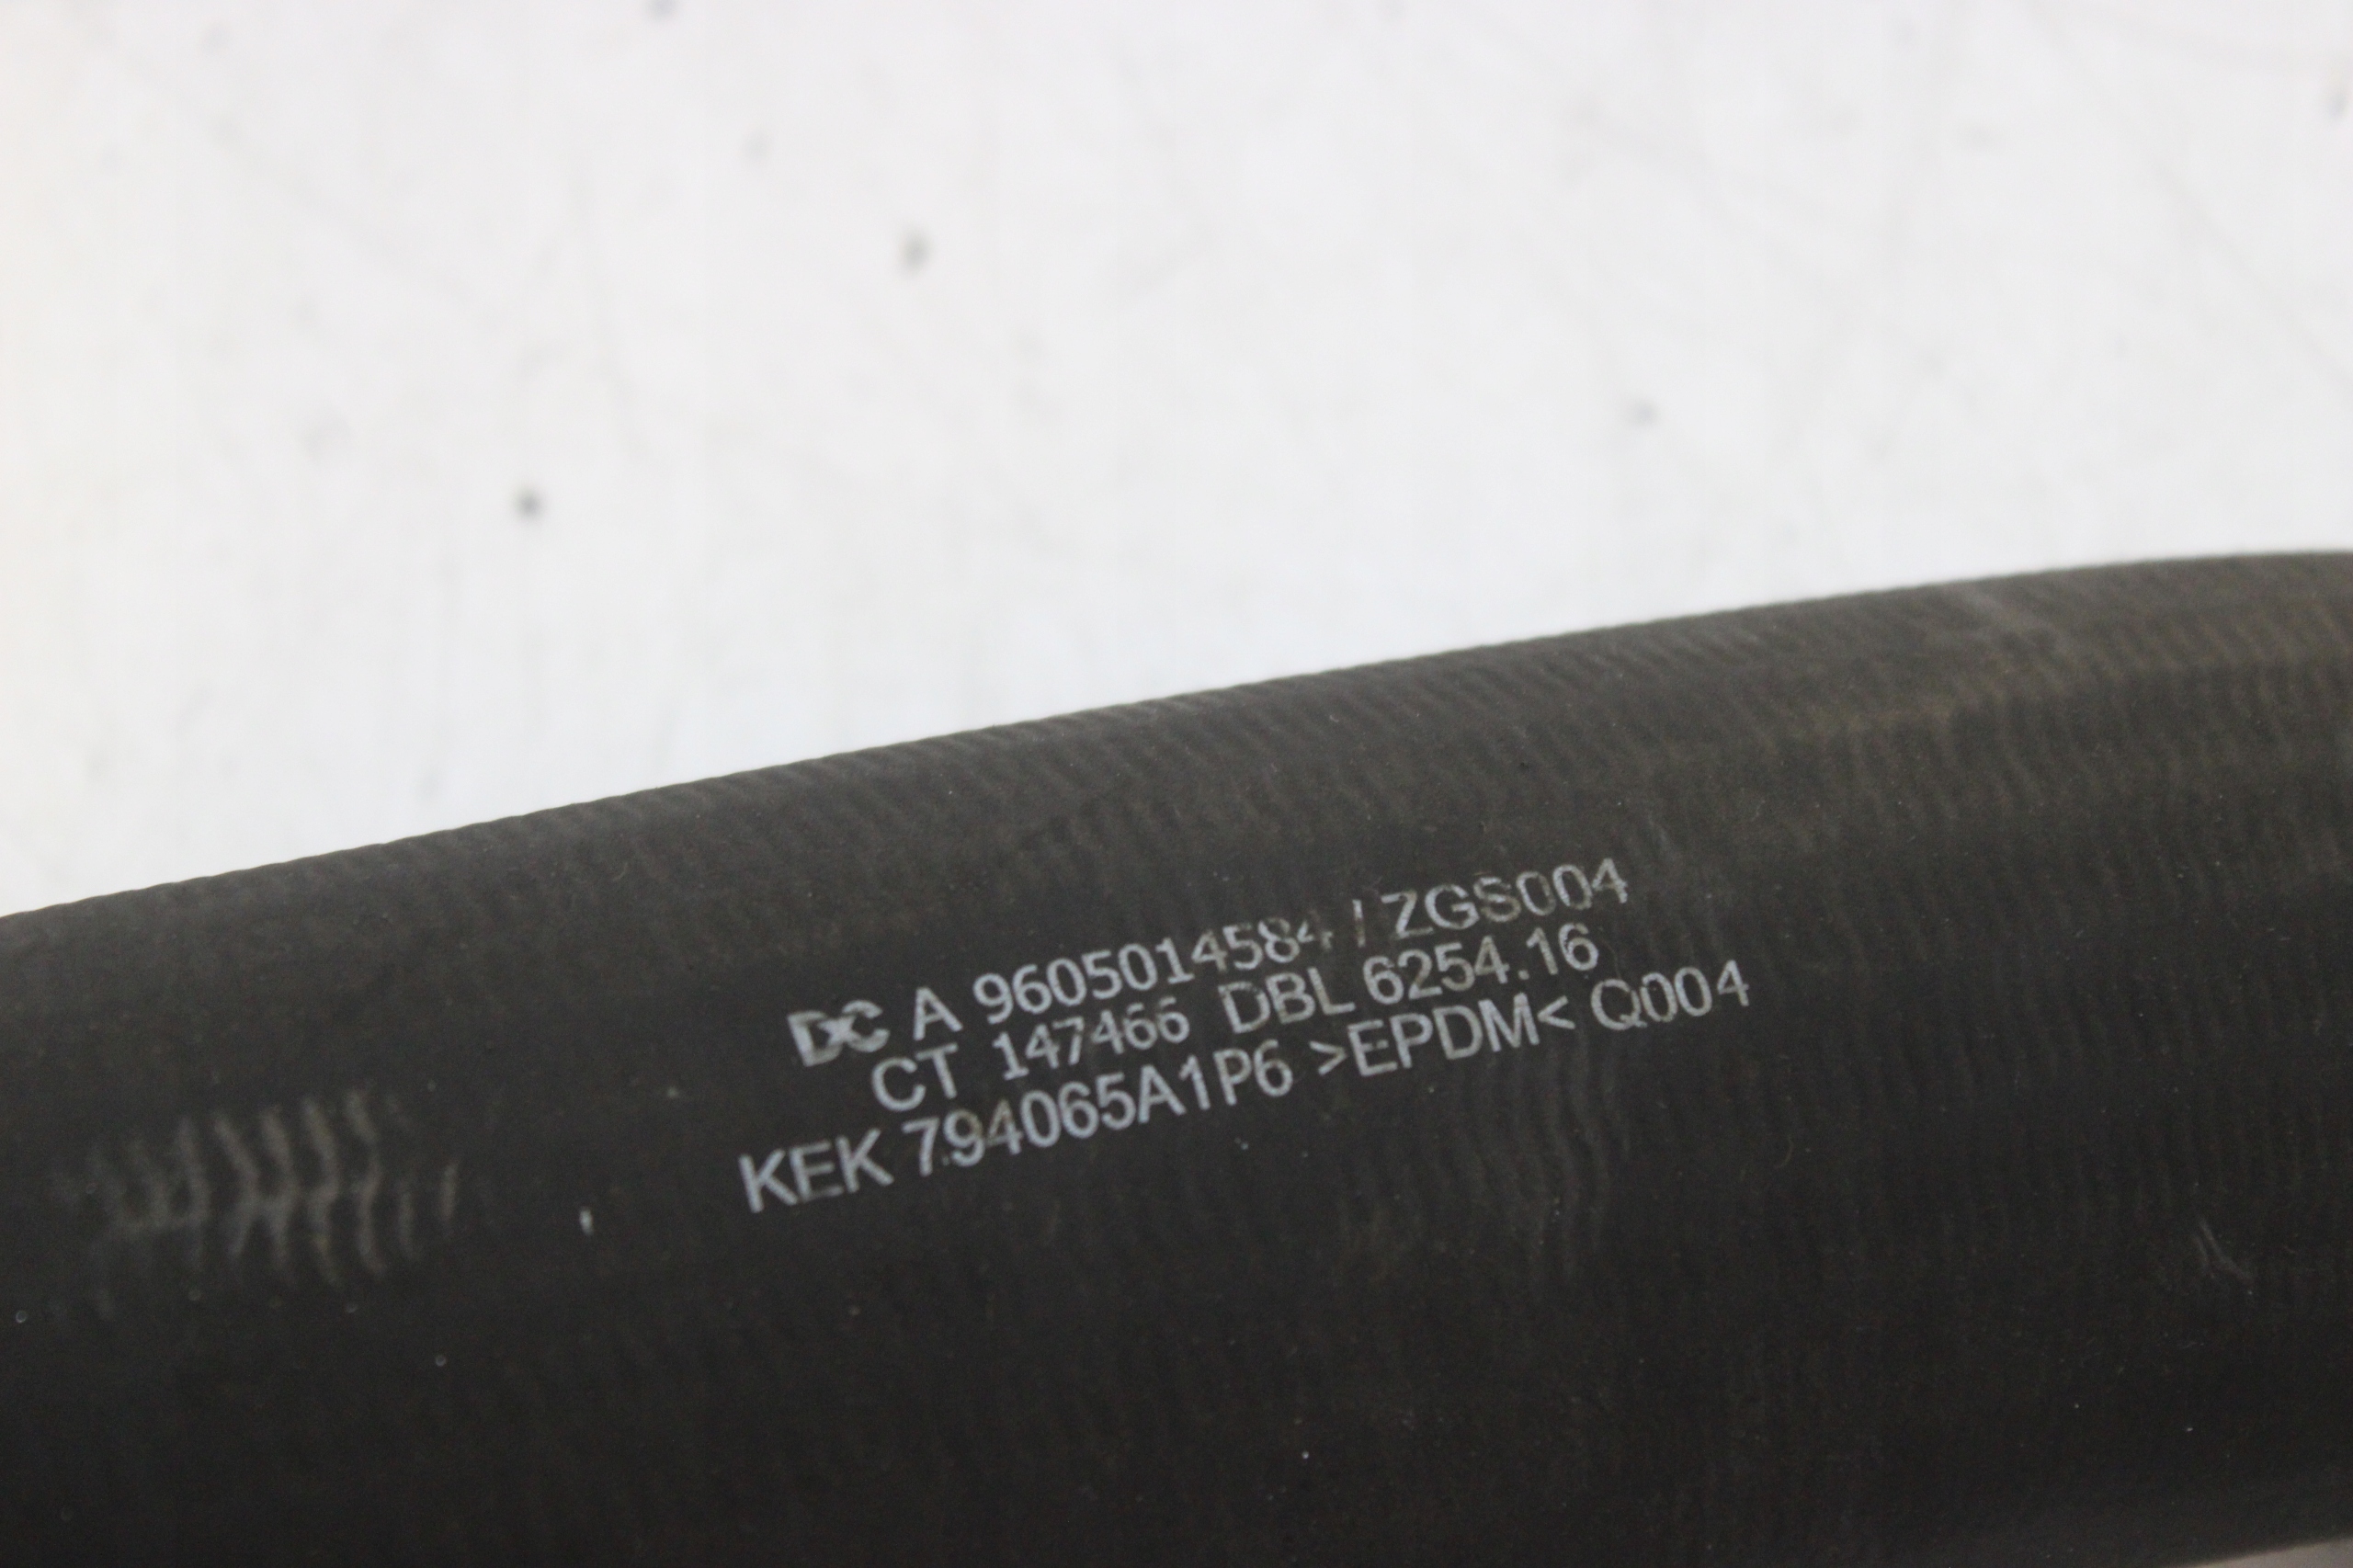 DC A 9605014584 / ZGS004
CT 147466 DBL 6254.16
KEK 794065A1P6 >EPDM< Q004